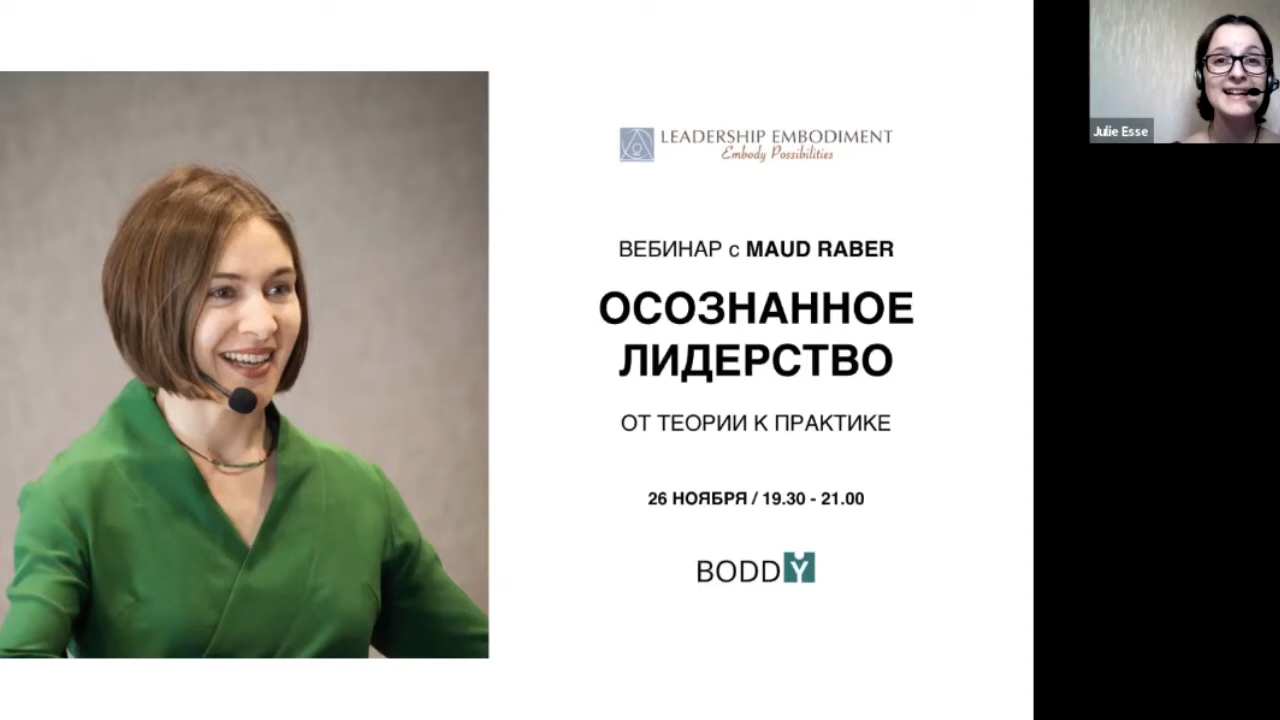 LEADERSHIP EMBODIMENT
Embody Possibilities
ВЕБИНАР с MAUD RABER
ОСОЗНАННОЕ
ЛИДЕРСТВО
ОТ ТЕОРИИ К ПРАКТИКЕ
26 НОЯБРЯ / 19.30 - 21.00
BODDY
Julie Esse